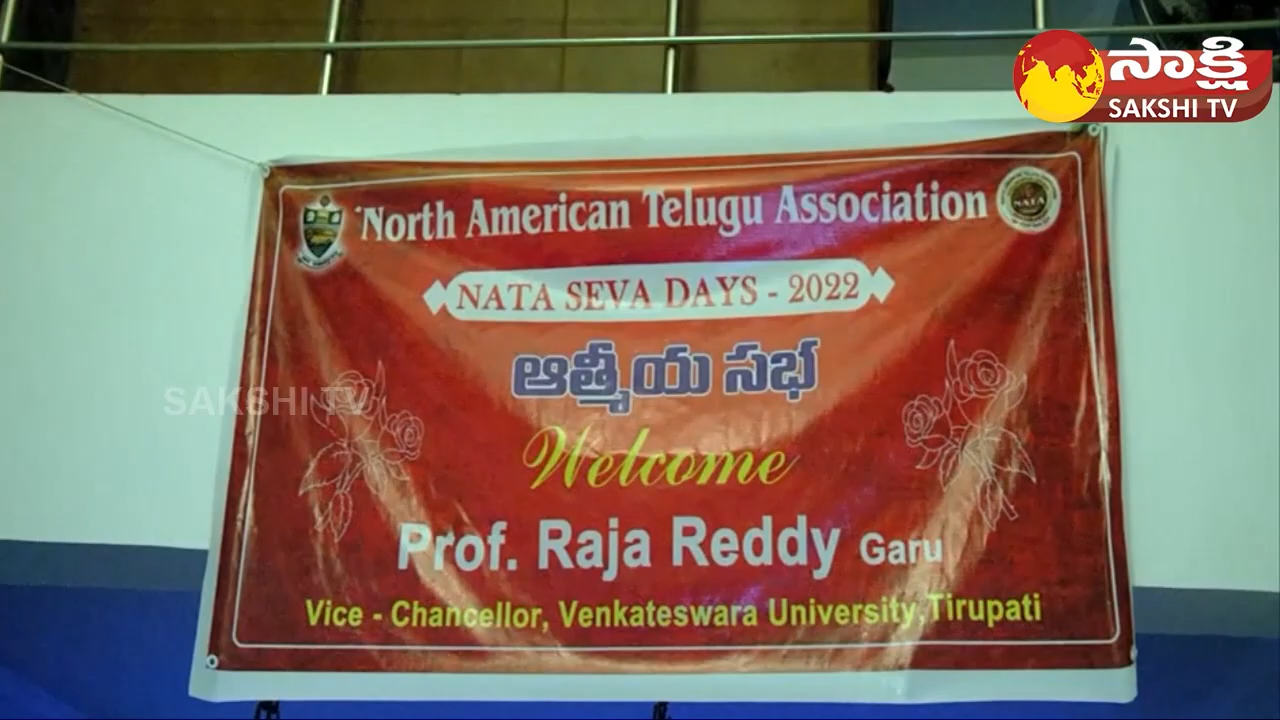 సాక్షి
SAKSHI TV
North American Telugu Association
NATA
NATA SEVA DAYS - 2022
ఆత్మీయ సభ
SAKSHI TV
Welcome
Prof. Raja Reddy Garu
Vice - Chancellor, Venkateswara University, Tirupati